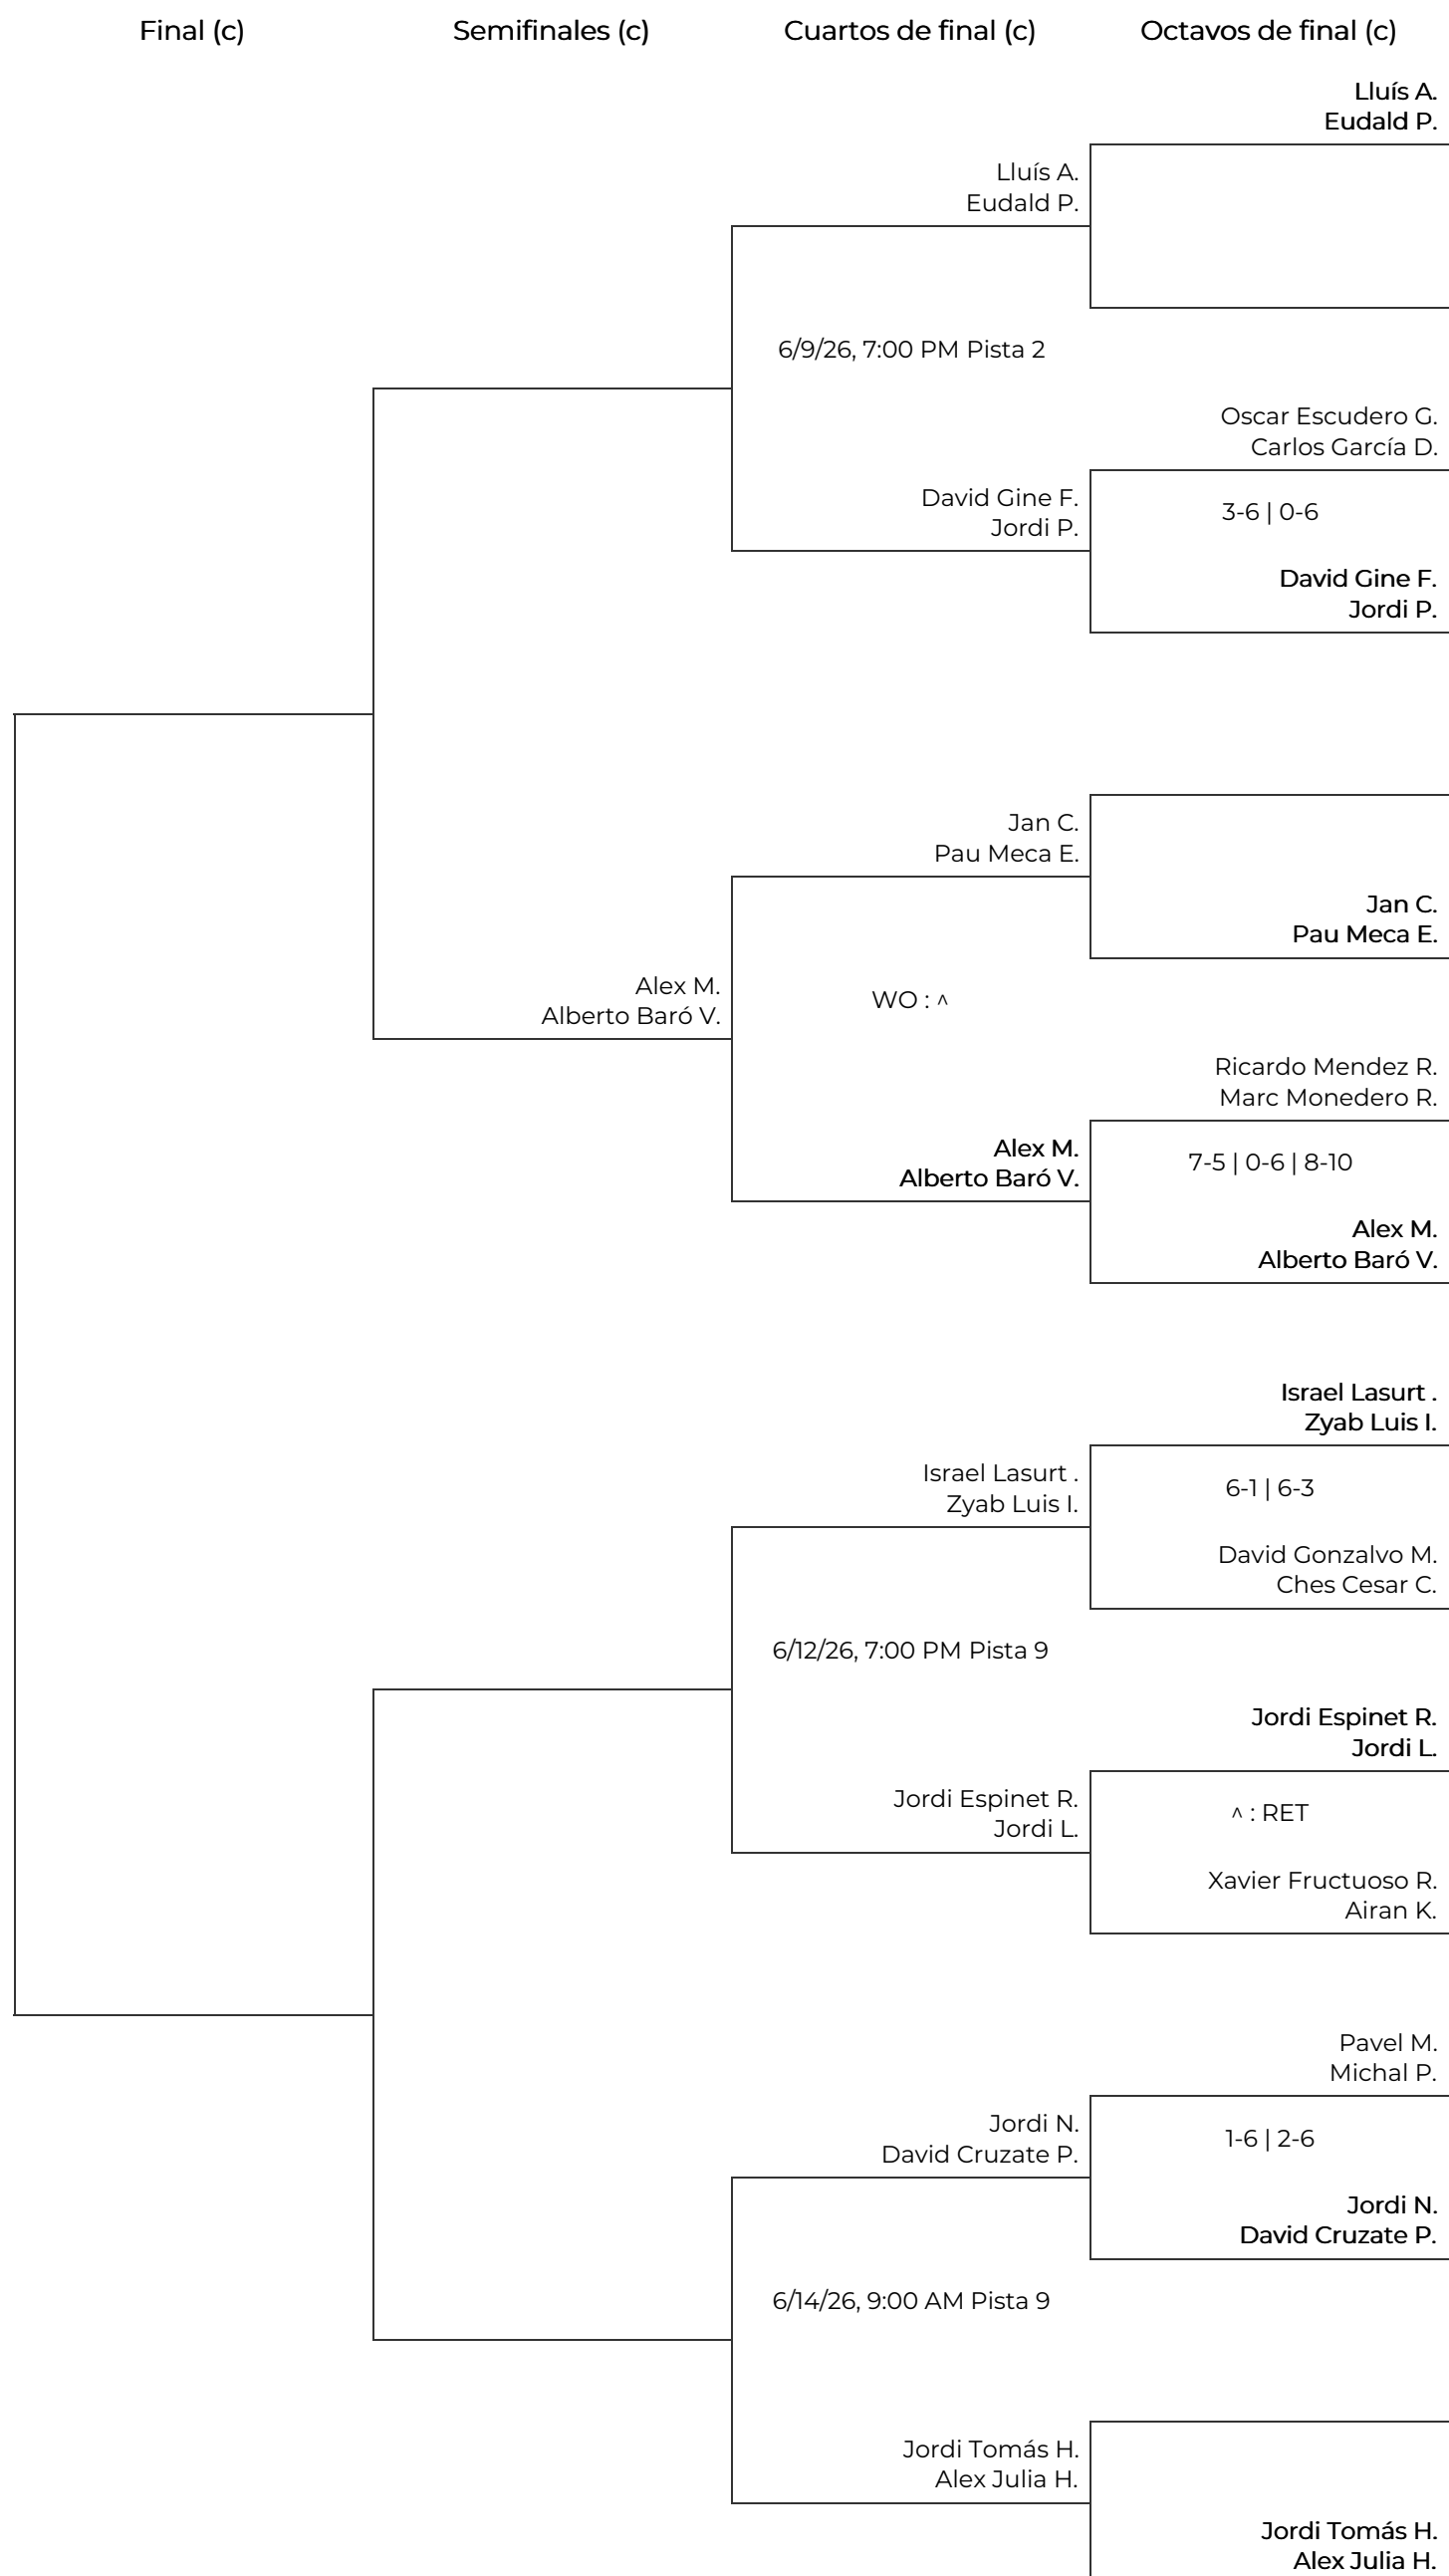 Final (c)
Semifinales (c)
Cuartos de final (c)
Octavos de final (c)
Lluís A.
Eudald P.
Lluís A.
Eudald P.
6/9/26, 7:00 PM Pista 2
Oscar Escudero G.
Carlos García D.
David Gine F.
Jordi P.
3-6 | 0-6
David Gine F.
Jordi P.
Jan C.
Pau Meca E.
Jan C.
Pau Meca E.
Alex M.
Alberto Baró V.
WO : ^
Ricardo Mendez R.
Marc Monedero R.
Alex M.
Alberto Baró V.
7-5 | 0-6 | 8-10
Alex M.
Alberto Baró V.
Israel Lasurt .
Zyab Luis I.
Israel Lasurt .
Zyab Luis I.
6-1 | 6-3
David Gonzalvo M.
Ches Cesar C.
6/12/26, 7:00 PM Pista 9
Jordi Espinet R.
Jordi L.
Jordi Espinet R.
Jordi L.
^ : RET
Xavier Fructuoso R.
Airan K.
Pavel M.
Michal P.
Jordi N.
David Cruzate P.
1-6 | 2-6
Jordi N.
David Cruzate P.
6/14/26, 9:00 AM Pista 9
Jordi Tomás H.
Alex Julia H.
Jordi Tomás H.
Alex Julia H.